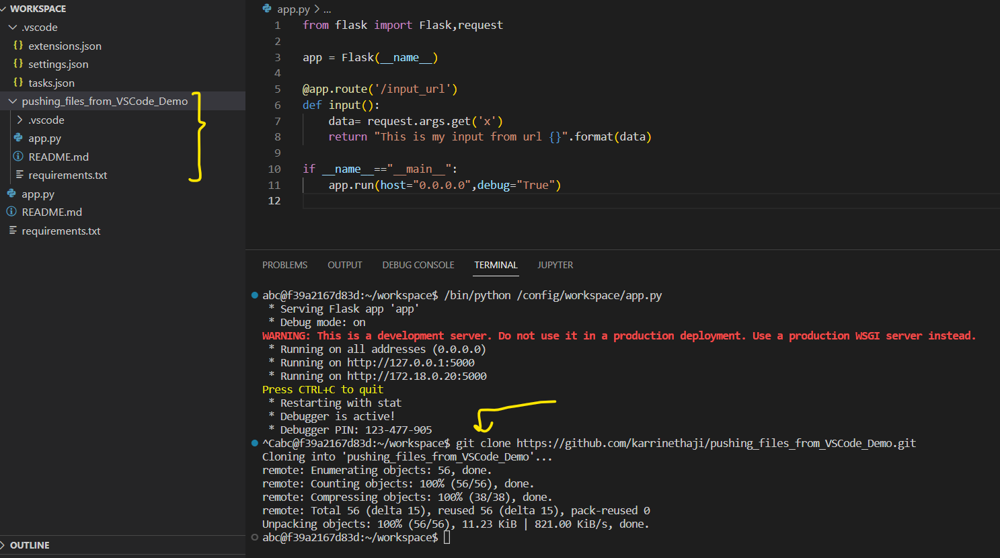 WORKSPACE
.vscode
{} extensions.json
{} settings.json
{} tasks.json
pushing_files_from_VSCode_Demo
.vscode
app.py
README.md
requirements.txt
app.py
README.md
requirements.txt
OUTLINE
app.py > ...
1 from flask import Flask,request
2
3 app = Flask(__name__)
4
5 @app.route('/input_url')
6 def input():
7     data= request.args.get('x')
8     return "This is my input from url {}".format(data)
9
10 if __name__=="__main__":
11     app.run(host="0.0.0.0",debug="True")
12
PROBLEMS OUTPUT DEBUG CONSOLE TERMINAL JUPYTER
abc@f39a2167d83d:~/workspace$ /bin/python /config/workspace/app.py
 * Serving Flask app 'app'
 * Debug mode: on
WARNING: This is a development server. Do not use it in a production deployment. Use a production WSGI server instead.
 * Running on all addresses (0.0.0.0)
 * Running on http://127.0.0.1:5000
 * Running on http://172.18.0.20:5000
Press CTRL+C to quit
 * Restarting with stat
 * Debugger is active!
 * Debugger PIN: 123-477-905
^Cabc@f39a2167d83d:~/workspace$ git clone https://github.com/karrinethaji/pushing_files_from_VSCode_Demo.git
Cloning into 'pushing_files_from_VSCode_Demo'...
remote: Enumerating objects: 56, done.
remote: Counting objects: 100% (56/56), done.
remote: Compressing objects: 100% (38/38), done.
remote: Total 56 (delta 15), reused 56 (delta 15), pack-reused 0
Unpacking objects: 100% (56/56), 11.23 KiB | 821.00 KiB/s, done.
abc@f39a2167d83d:~/workspace$